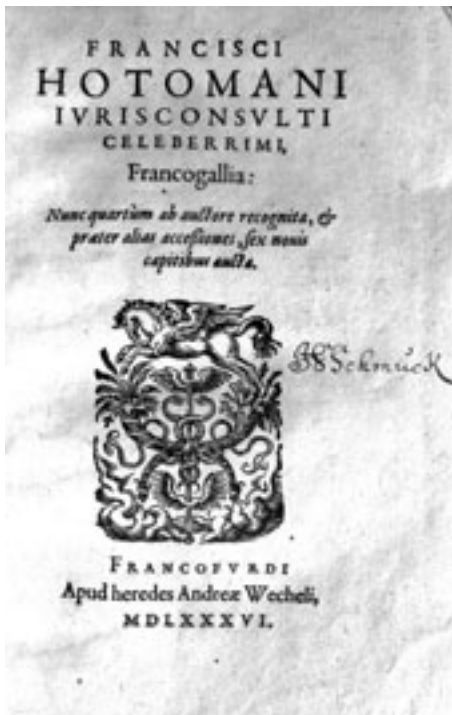 FRANCISCI
HOTOMANI
IVRISCONSVLTI
CELEBERRIMI,
Francogallia:
Nunc quartùm ab auctore recognita, &
præter alias accessiones, sex nouis
capitibus aucta.
Schmuck
FRANCOFVRDI
Apud heredes Andreæ Wecheli,
MDLXXXVI.